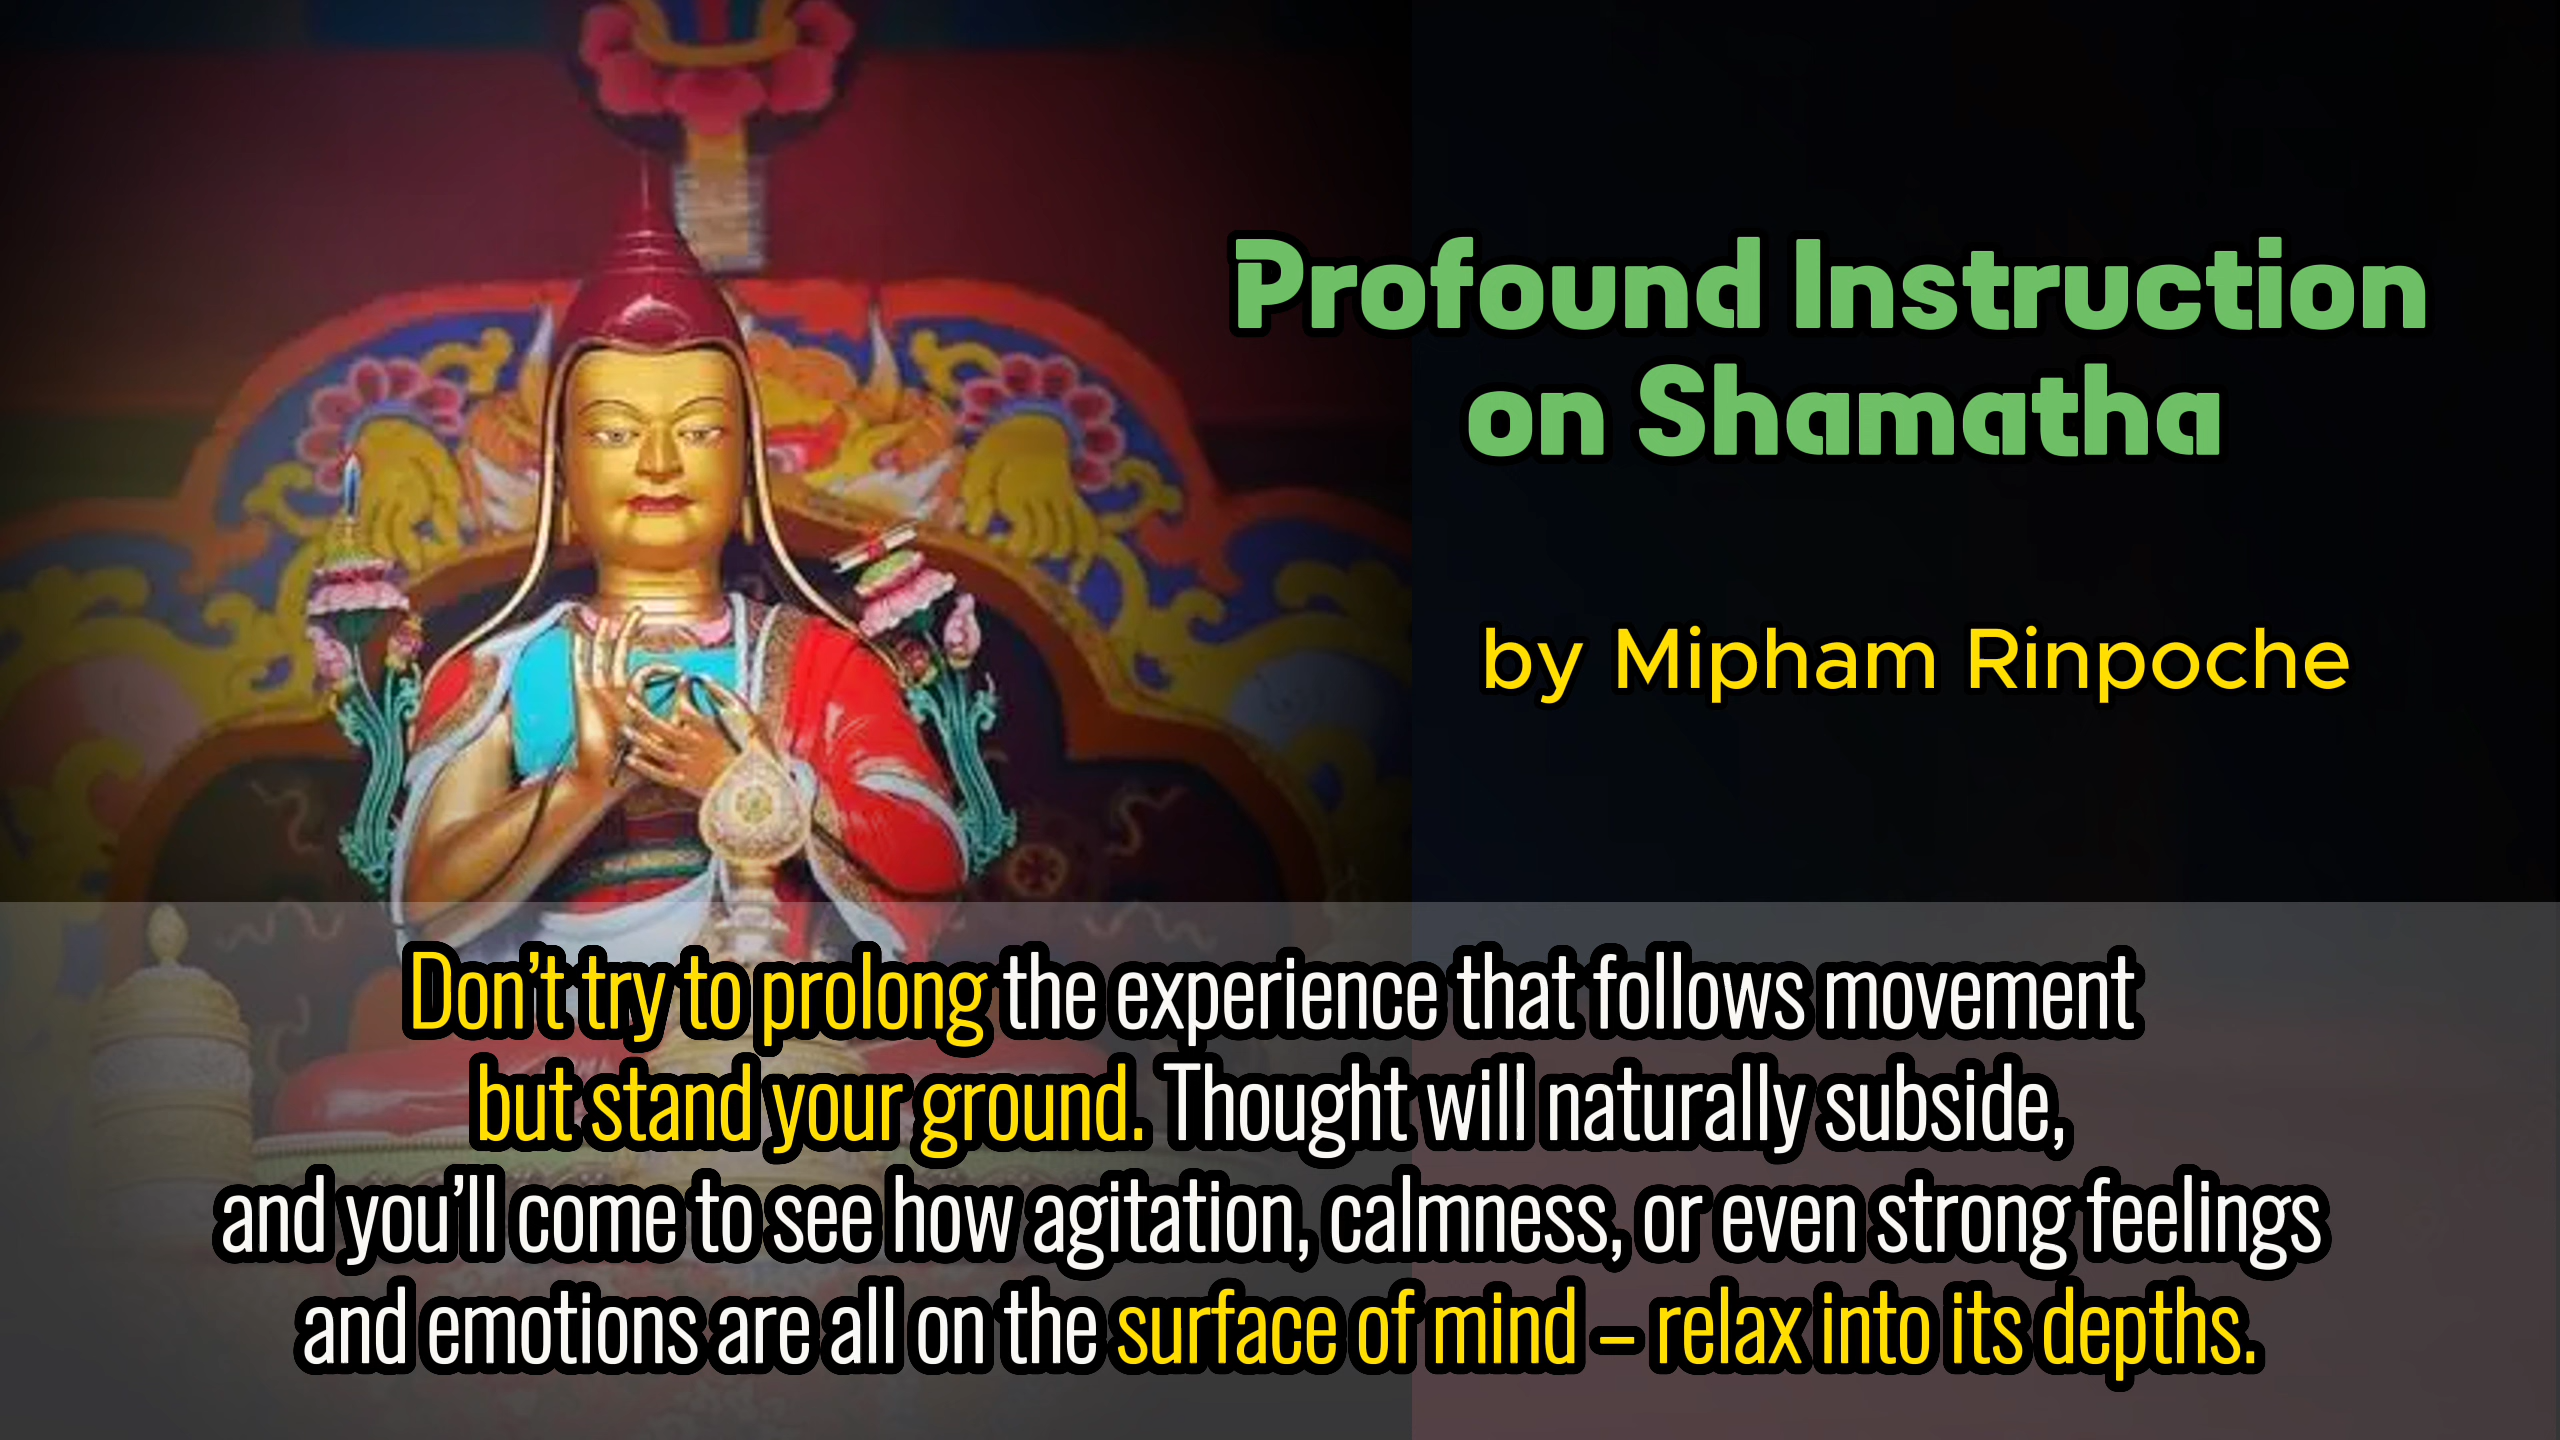 Profound Instruction
on Shamatha
by Mipham Rinpoche
Don’t try to prolong the experience that follows movement
but stand your ground. Thought will naturally subside,
and you’ll come to see how agitation, calmness, or even strong feelings
and emotions are all on the surface of mind – relax into its depths.